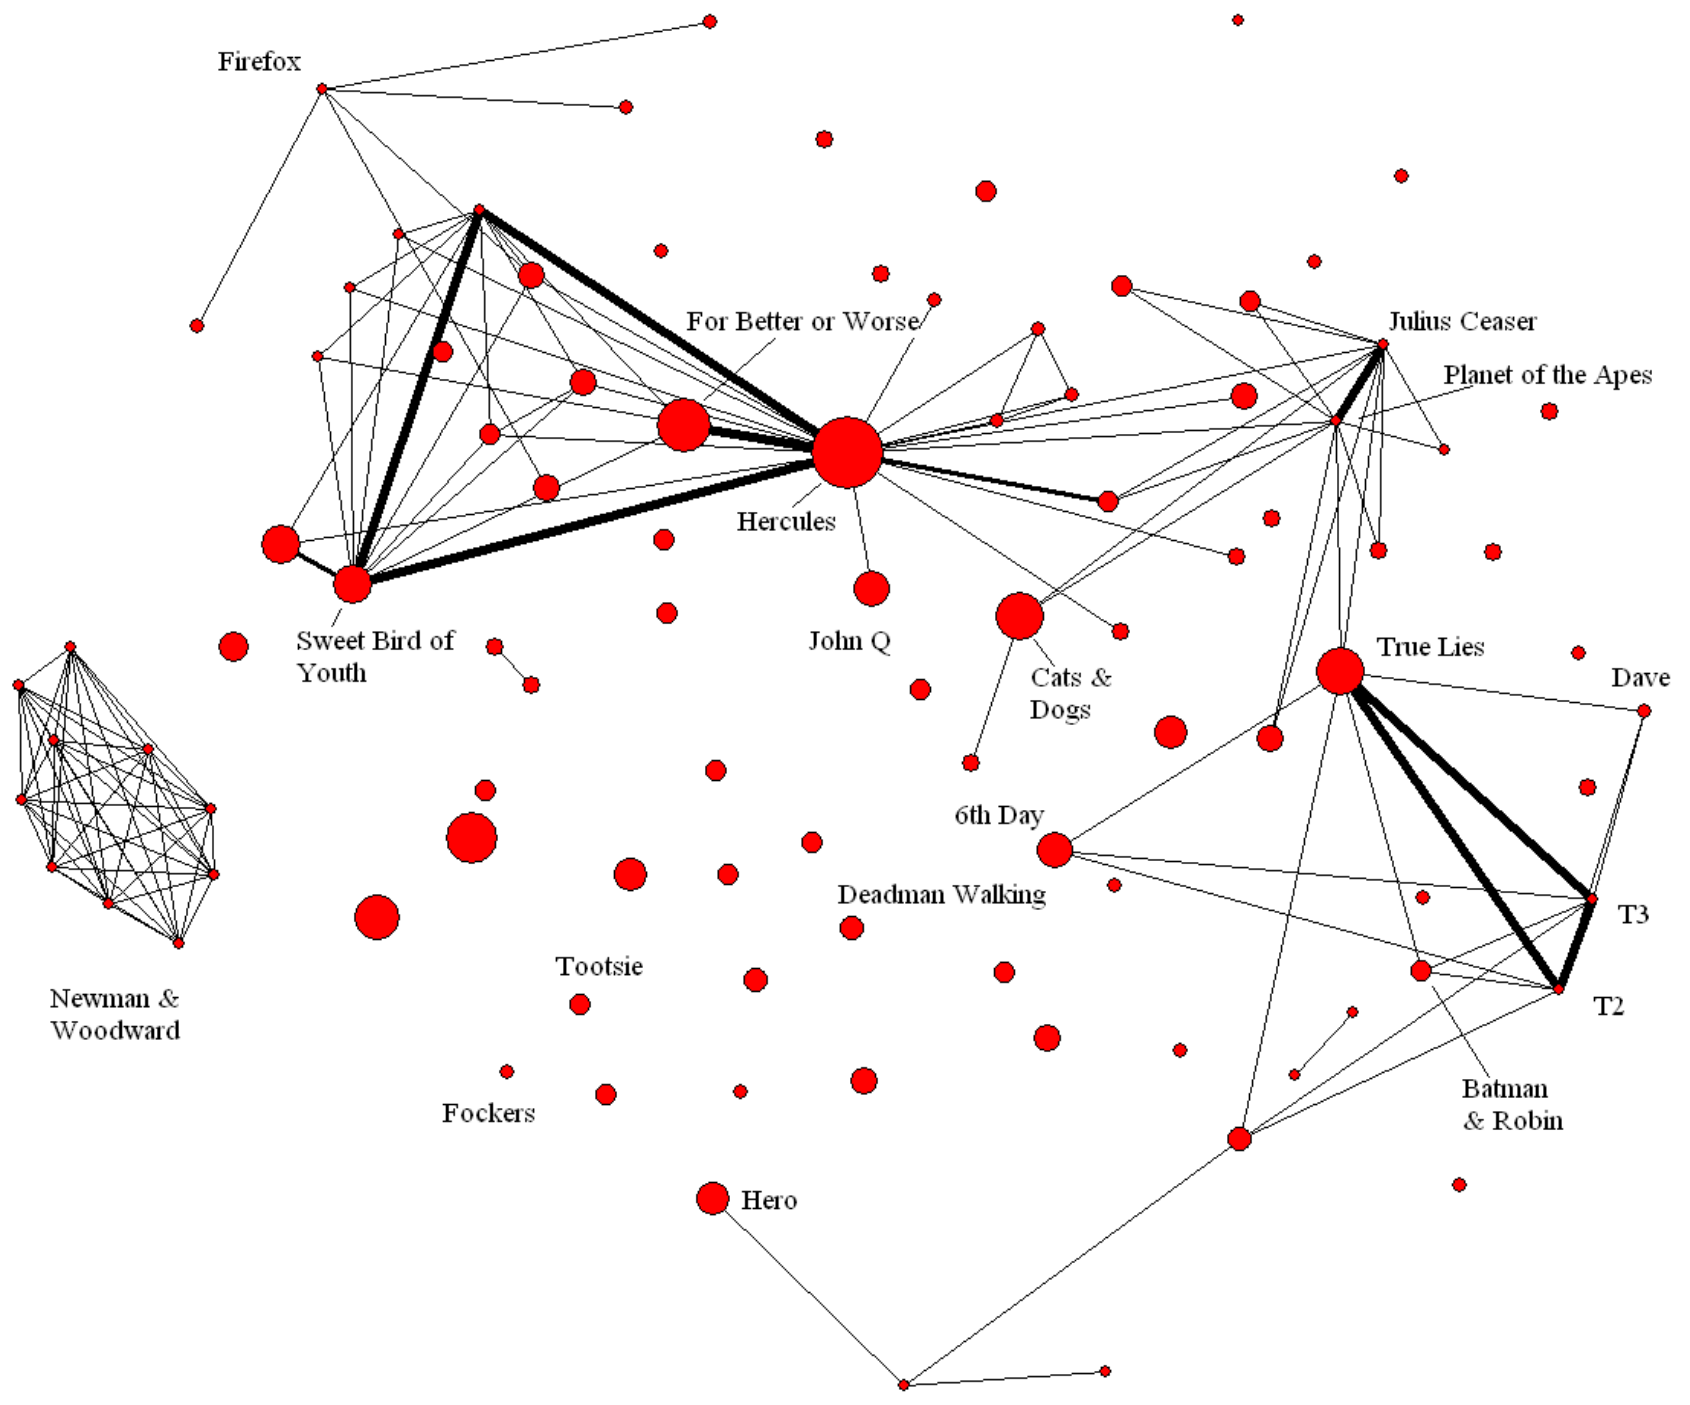 Firefox
For Better or Worse
Julius Ceaser
Planet of the Apes
Hercules
Sweet Bird of
Youth
John Q
True Lies
Cats &
Dogs
Dave
6th Day
Deadman Walking
T3
Tootsie
Newman &
Woodward
T2
Batman
& Robin
Fockers
Hero